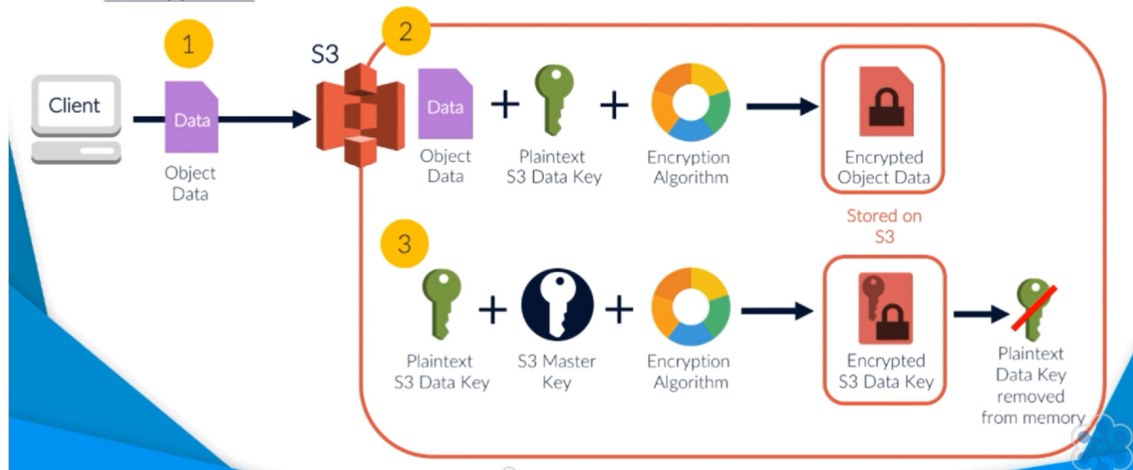 1
2
S3
Client
Data
Object
Data
Data
Object
Data
Plaintext
S3 Data Key
Encryption
Algorithm
Encrypted
Object Data
Stored on
S3
3
Plaintext
S3 Data Key
S3 Master
Key
Encryption
Algorithm
Encrypted
S3 Data Key
Plaintext
Data Key
removed
from memory